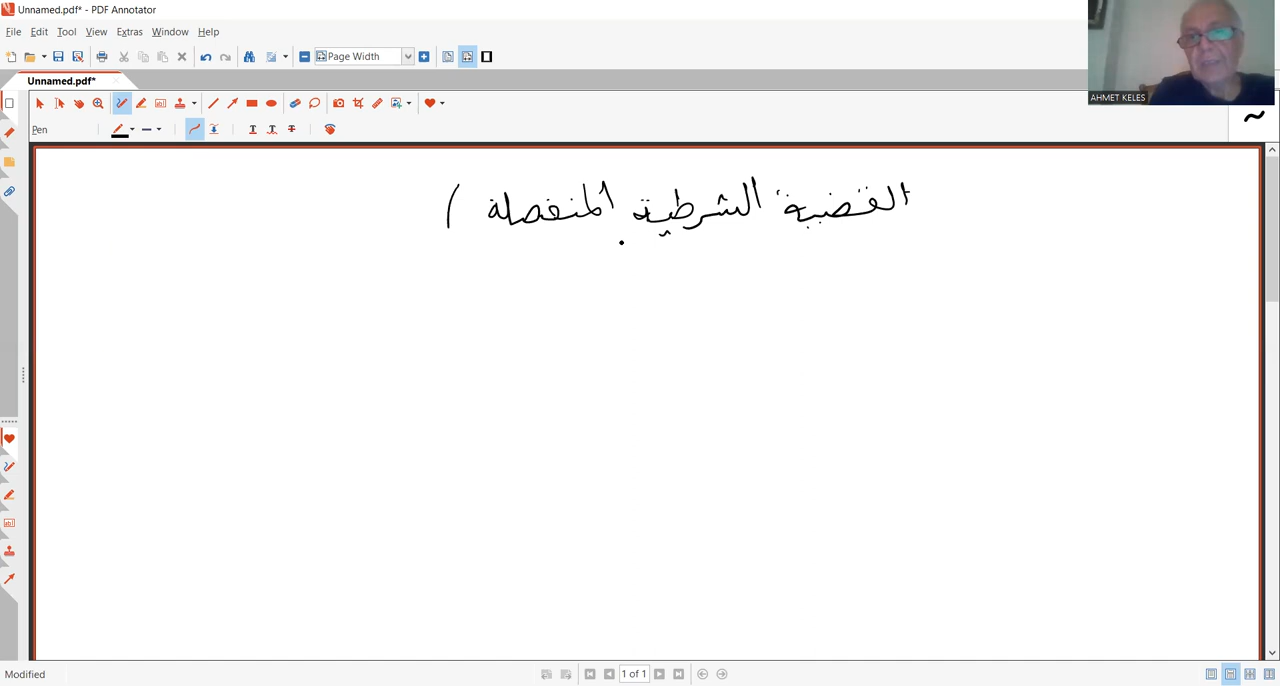 Unnamed.pdf* - PDF Annotator
File Edit Tool View Extras Window Help
Page Width
Unnamed.pdf*
Pen
AHMET KELES
القضية الشرطية المنفصلة (
1 of 1
Modified